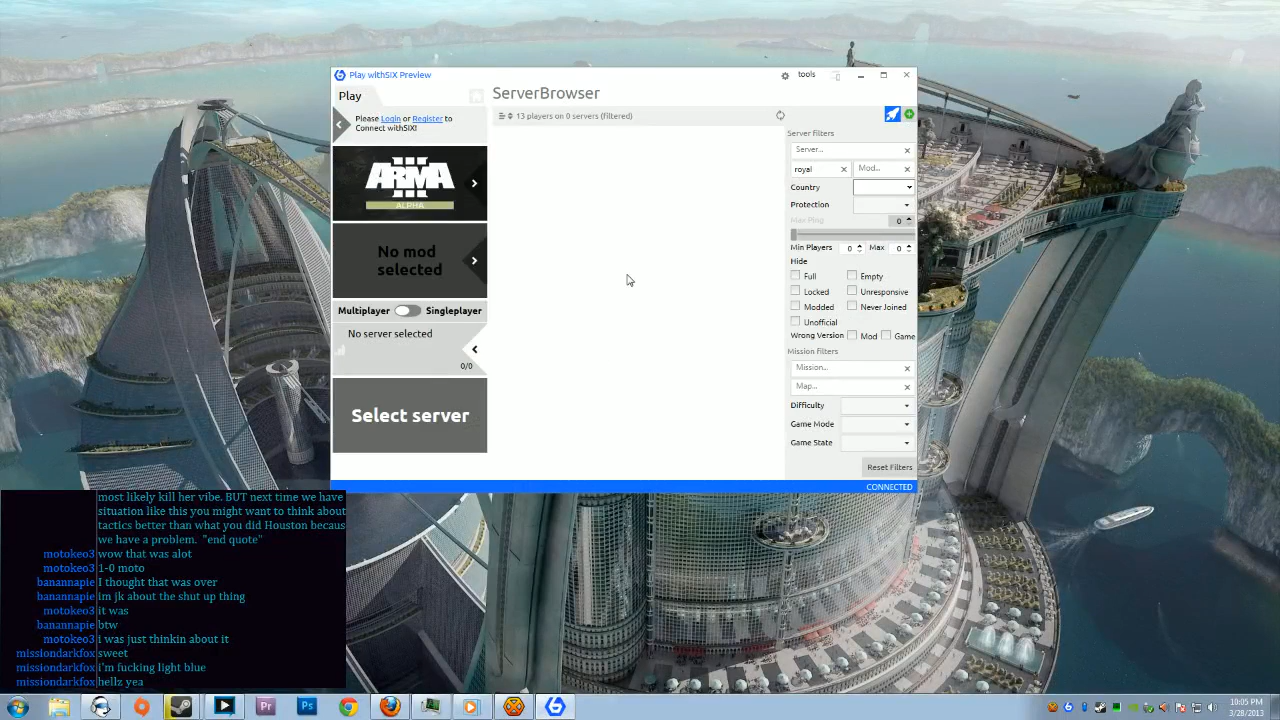 Play withSIX Preview
tools
Play
ServerBrowser
Please Login or Register to
Connect withSIX!
13 players on 0 servers (filtered)
Server filters
Server...
royal
Mod...
Country
Protection
Max Ping
0
Min Players
0
Max
0
Hide
Full
Empty
Locked
Unresponsive
Modded
Never Joined
Unofficial
Wrong Version
Mod
Game
Mission Filters
Mission...
Map...
Difficulty
Game Mode
Game State
Reset Filters
CONNECTED
ARMA
III
ALPHA
No mod
selected
Multiplayer
Singleplayer
No server selected
0/0
Select server
most likely kill her vibe. BUT next time we have
situation like this you might want to think about
tactics better than what you did Houston becaus
we have a problem. "end quote"
motokeo3 wow that was alot
motokeo3 1-0 moto
banannapie I thought that was over
banannapie im jk about the shut up thing
motokeo3 it was
banannapie btw
motokeo3 i was just thinkin about it
missiondarkfox sweet
missiondarkfox i'm fucking light blue
missiondarkfox hellz yea
Pr
Ps
10:05 PM
3/28/2013